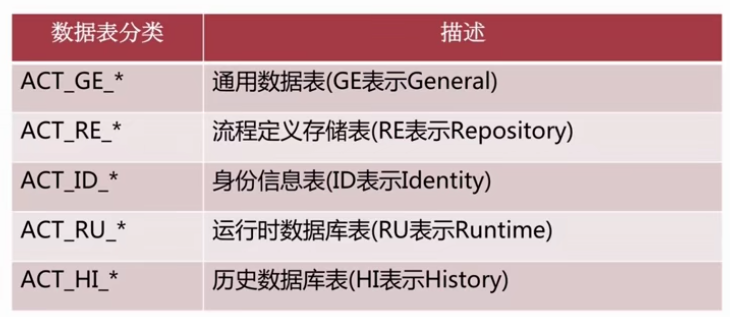 数据表分类 描述
ACT_GE_* 通用数据表(GE表示General)
ACT_RE_* 流程定义存储表(RE表示Repository)
ACT_ID_* 身份信息表(ID表示Identity)
ACT_RU_* 运行时数据库表(RU表示Runtime)
ACT_HI_* 历史数据库表(HI表示History)